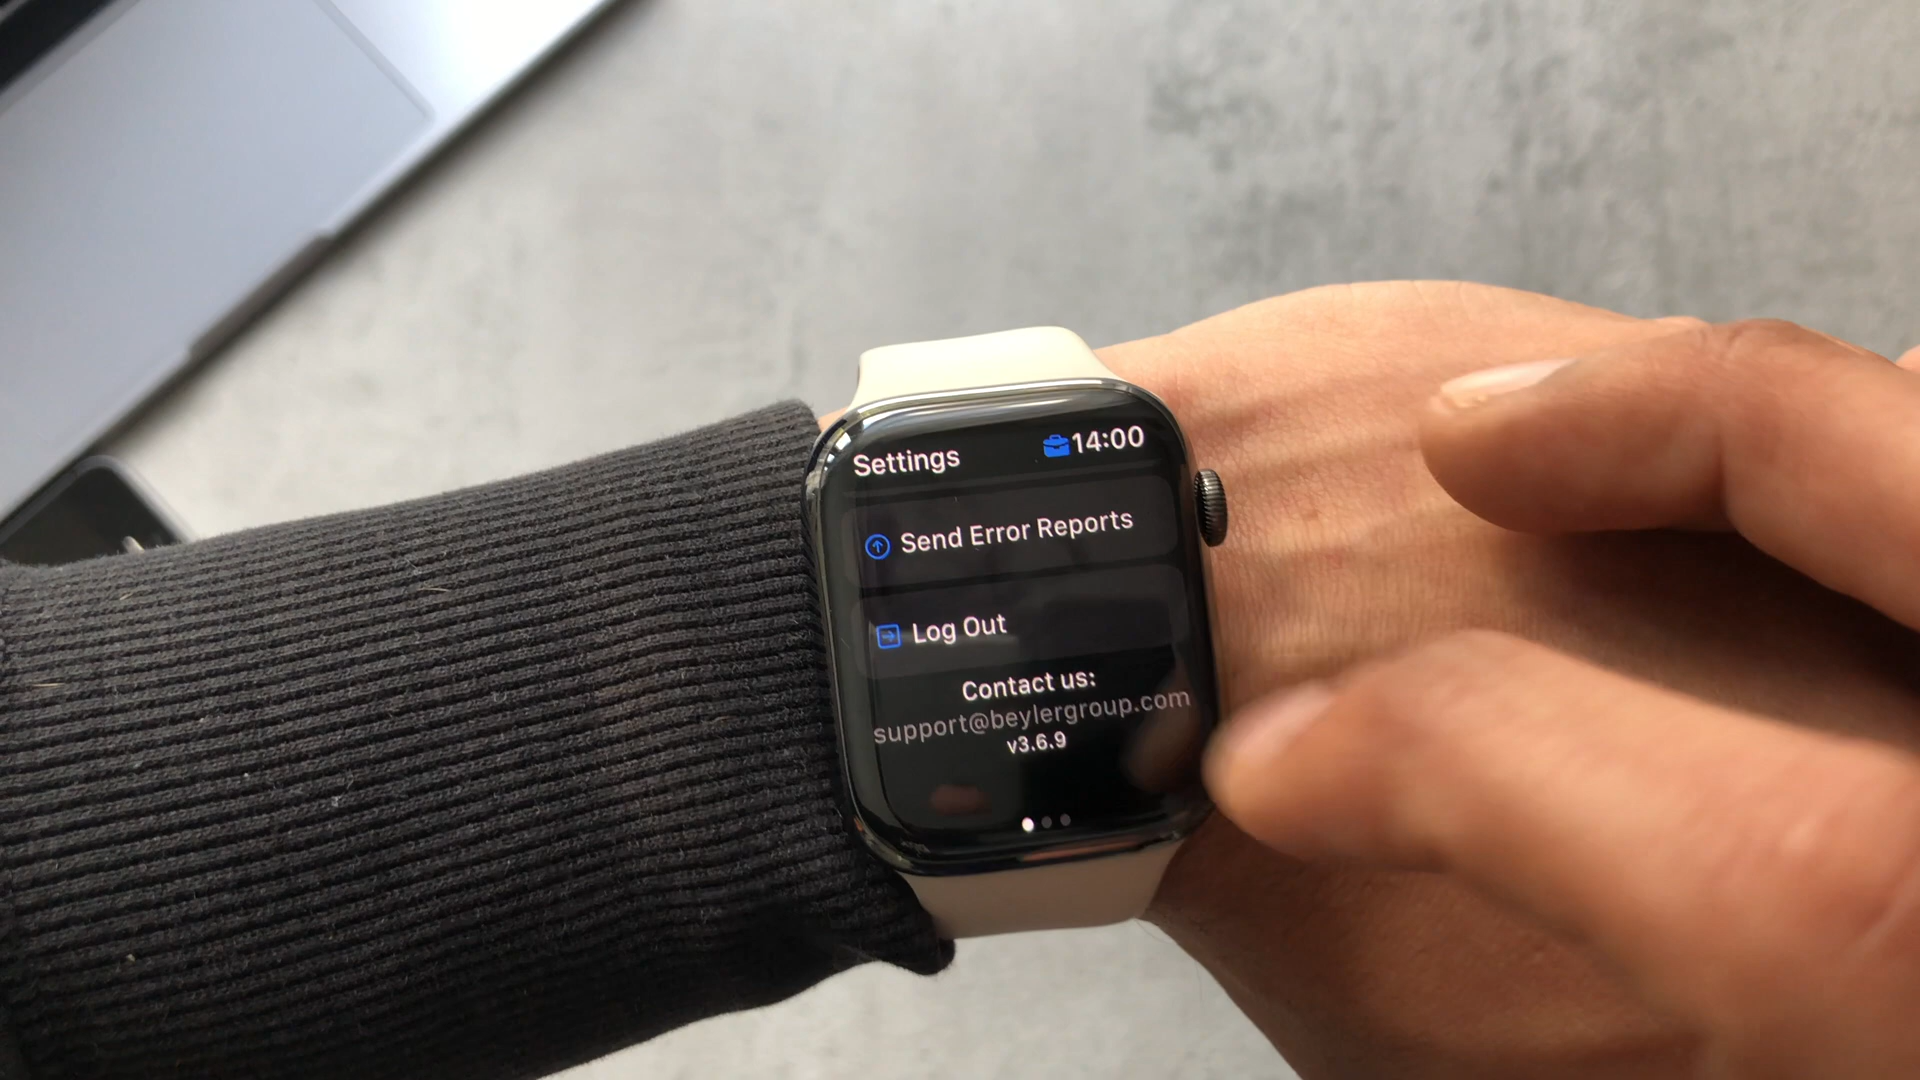 Settings
14:00
Send Error Reports
Log Out
Contact us:
support@beylergroup.com
v3.6.9